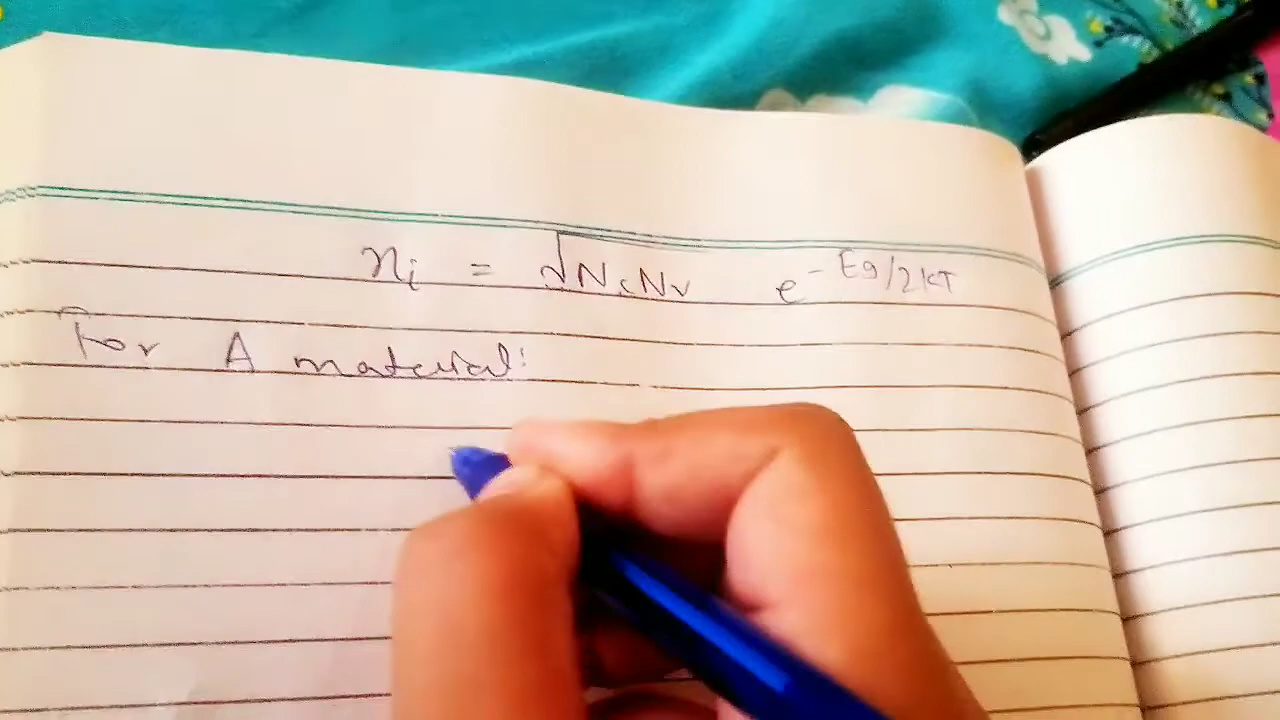 ni = √NcNv e^-Eg/2KT
For A material: